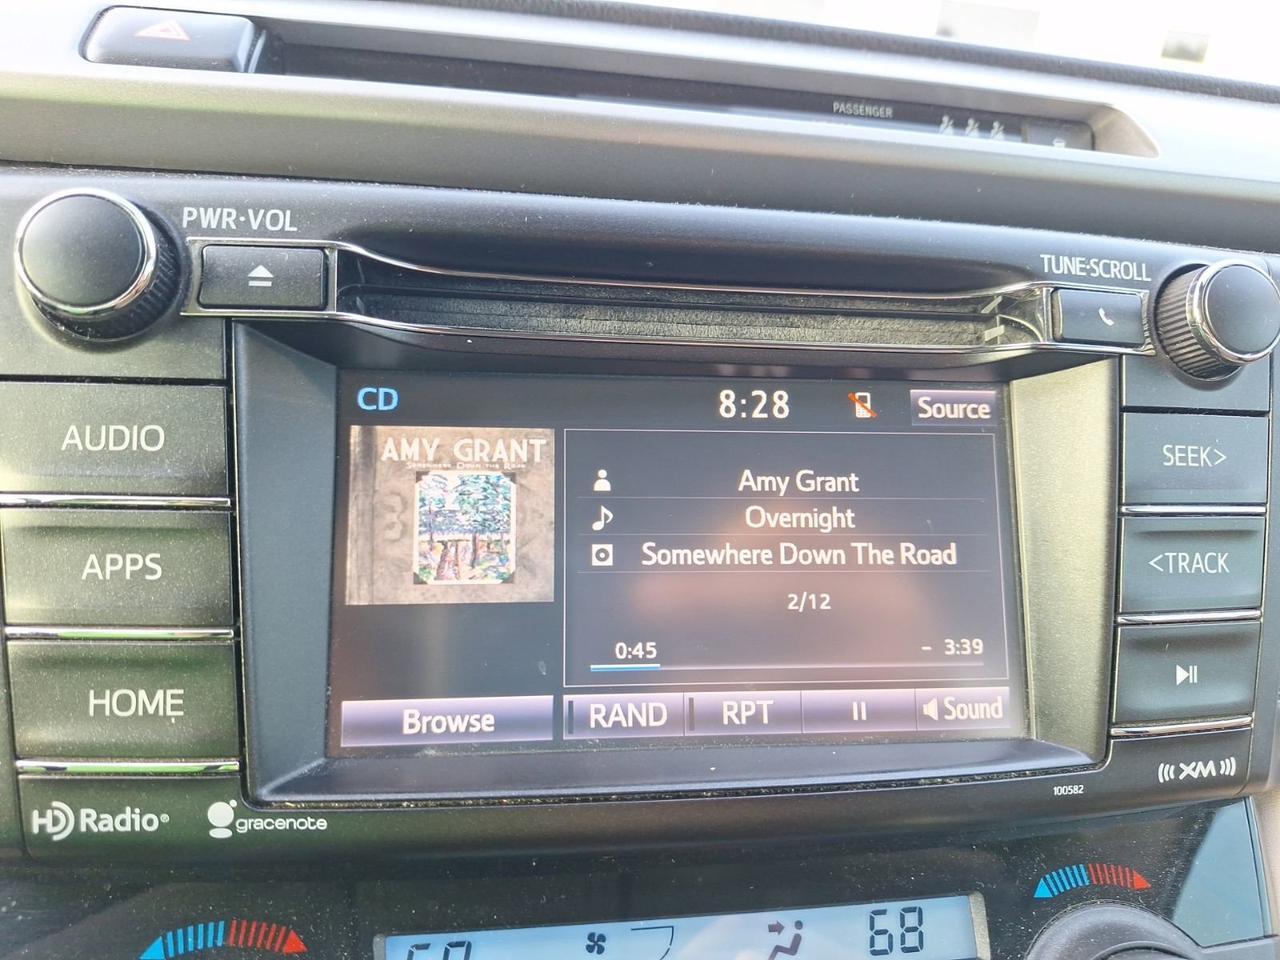 PASSENGER
PWR·VOL
TUNE·SCROLL
AUDIO
APPS
HOME
CD
8:28
Source
AMY GRANT
SOMEWHERE DOWN THE ROAD
Amy Grant
Overnight
Somewhere Down The Road
2/12
0:45
- 3:39
Browse
RAND
RPT
Sound
SEEK>
<TRACK
HD Radio®
gracenote
XM
100582
68